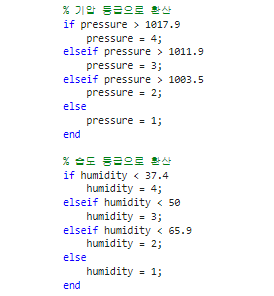 % 기압 등급으로 환산
if pressure > 1017.9
    pressure = 4;
elseif pressure > 1011.9
    pressure = 3;
elseif pressure > 1003.5
    pressure = 2;
else
    pressure = 1;
end

% 습도 등급으로 환산
if humidity < 37.4
    humidity = 4;
elseif humidity < 50
    humidity = 3;
elseif humidity < 65.9
    humidity = 2;
else
    humidity = 1;
end